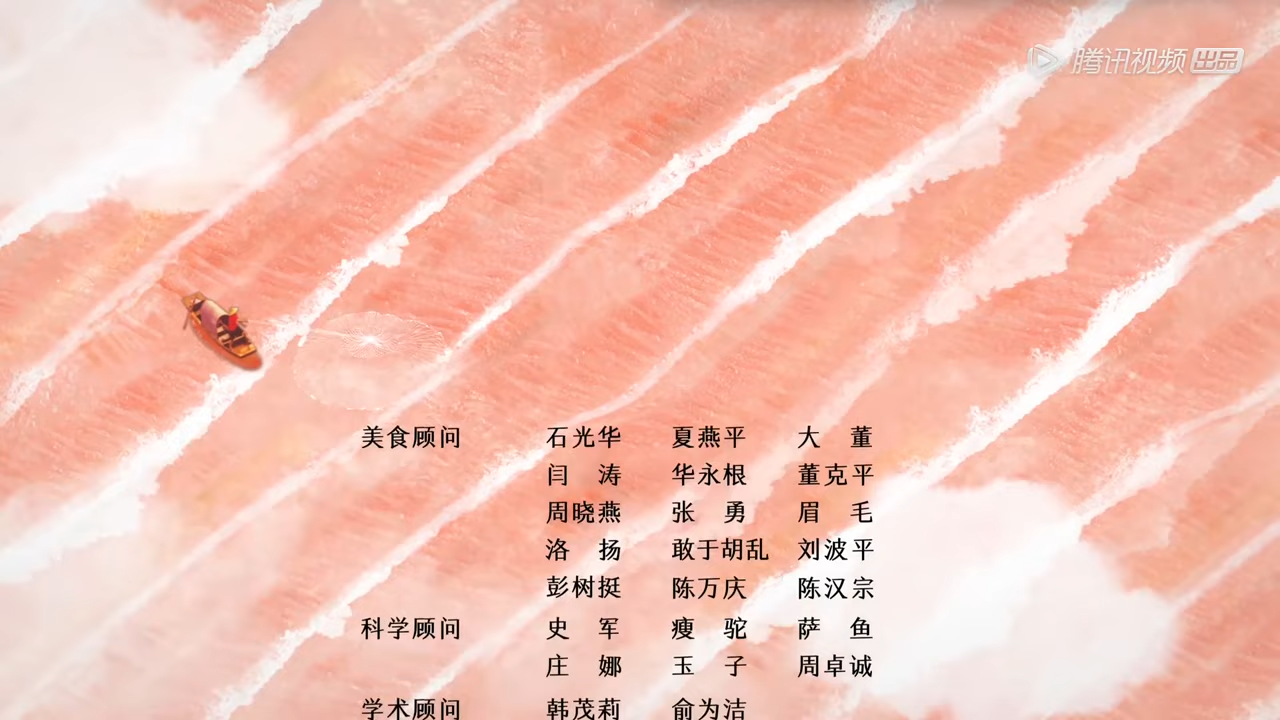 腾讯视频 出品
美食顾问 石光华 夏燕平 大 董
闫 涛 华永根 董克平
周晓燕 张 勇 眉 毛
洛 扬 敢于胡乱 刘波平
彭树挺 陈万庆 陈汉宗
科学顾问 史 军 瘦 驼 萨 鱼
庄 娜 玉 子 周卓诚
学术顾问 韩茂莉 俞为洁